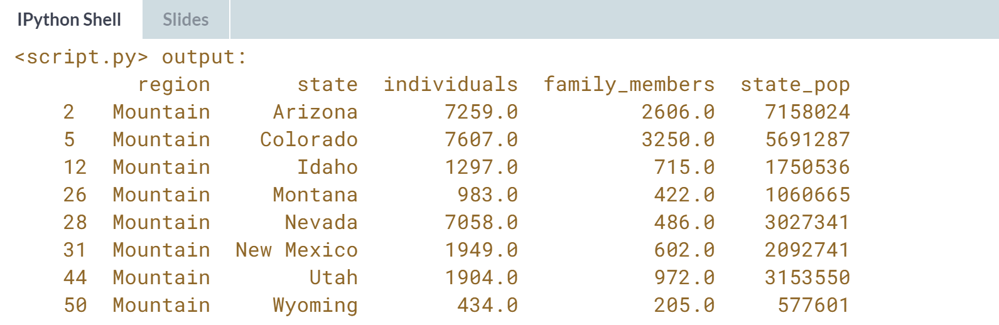 IPython Shell Slides
<script.py> output:
region state individuals family_members state_pop
2 Mountain Arizona 7259.0 2606.0 7158024
5 Mountain Colorado 7607.0 3250.0 5691287
12 Mountain Idaho 1297.0 715.0 1750536
26 Mountain Montana 983.0 422.0 1060665
28 Mountain Nevada 7058.0 486.0 3027341
31 Mountain New Mexico 1949.0 602.0 2092741
44 Mountain Utah 1904.0 972.0 3153550
50 Mountain Wyoming 434.0 205.0 577601